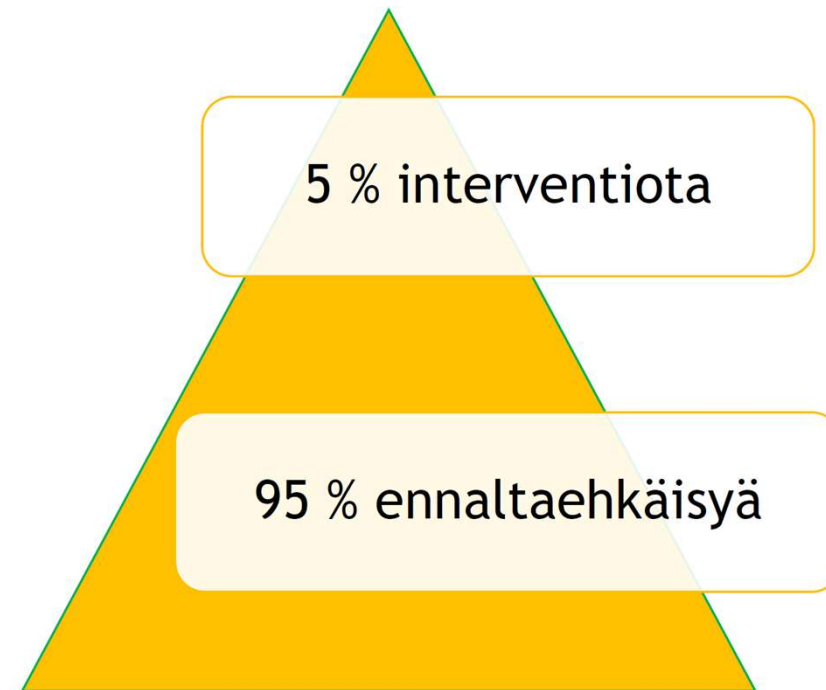 5 % interventiota
95 % ennaltaehkäisyä